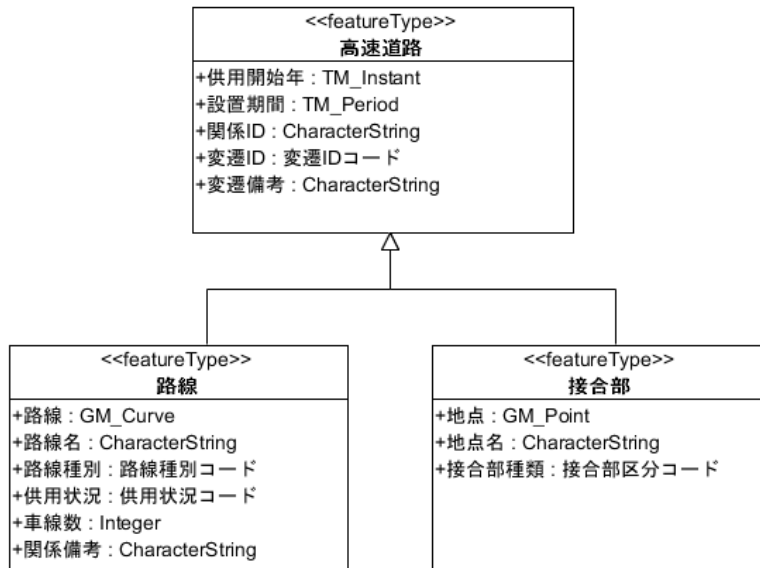 <<featureType>>
高速道路
+供用開始年 : TM_Instant
+設置期間 : TM_Period
+関係ID : CharacterString
+変遷ID : 変遷IDコード
+変遷備考 : CharacterString
<<featureType>>
路線
+路線 : GM_Curve
+路線名 : CharacterString
+路線種別 : 路線種別コード
+供用状況 : 供用状況コード
+車線数 : Integer
+関係備考 : CharacterString
<<featureType>>
接合部
+地点 : GM_Point
+地点名 : CharacterString
+接合部種類 : 接合部区分コード